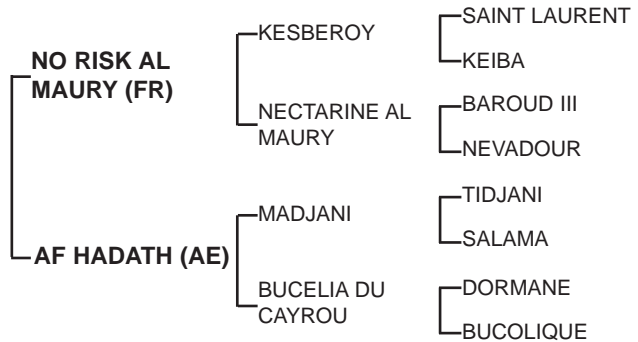 SAINT LAURENT
KESBEROY
KEIBA
NO RISK AL
MAURY (FR)
BAROUD III
NECTARINE AL
MAURY
NEVADOUR
TIDJANI
MADJANI
SALAMA
AF HADATH (AE)
DORMANE
BUCELIA DU
CAYROU
BUCOLIQUE